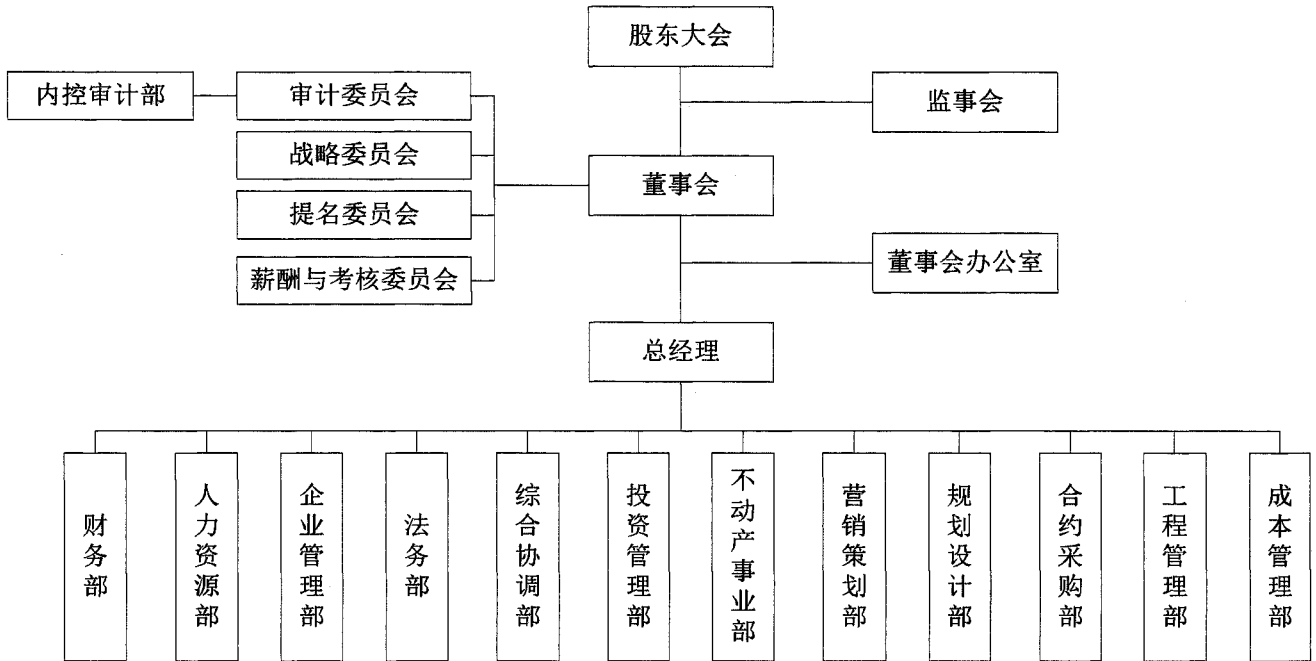 股东大会
内控审计部
审计委员会
监事会
战略委员会
董事会
提名委员会
薪酬与考核委员会
董事会办公室
总经理
财务部
人力资源部
企业管理部
法务部
综合协调部
投资管理部
不动产事业部
营销策划部
规划设计部
合约采购部
工程管理部
成本管理部